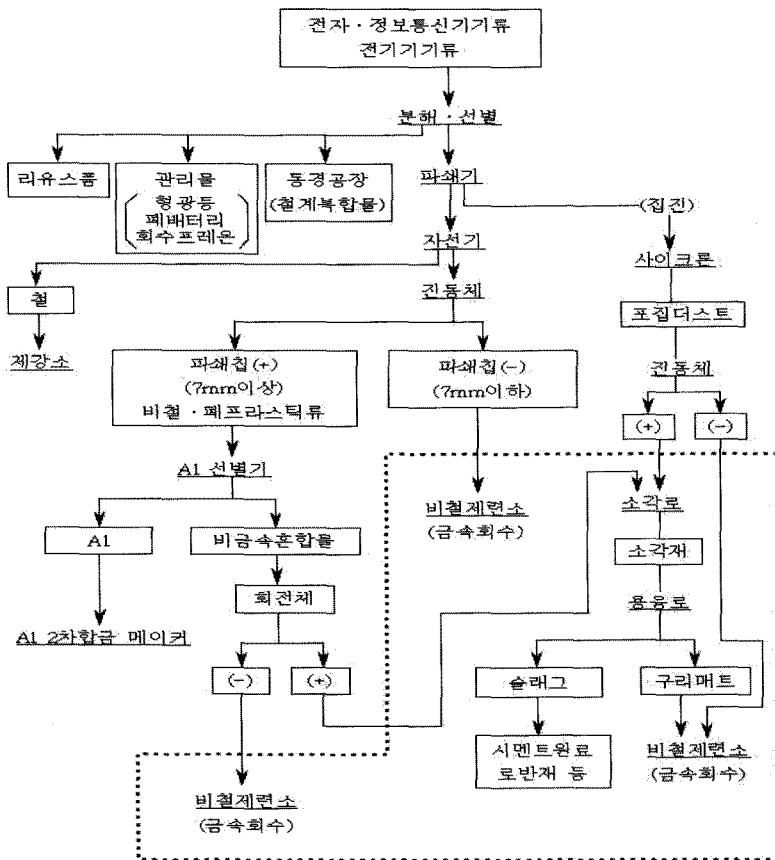 전자·정보통신기기류
전기기기류
분해·선별
리유스품
관리물
형광등
폐배터리
회수프레온
동경공장
(철계복합물)
파쇄기
(집진)
자선기
사이크론
철
진동체
포집더스트
제강소
파쇄칩(+)
(7mm이상)
비철·폐프라스틱류
파쇄칩(-)
(7mm이하)
진동체
(+)
(-)
A1 선별기
비철제련소
(금속회수)
소각로
A1
비금속혼합물
소각재
회전체
용융로
A1 2차합금 메이커
(-)
(+)
슬래그
구리매트
시멘트원료
로반재 등
비철제련소
(금속회수)
비철제련소
(금속회수)